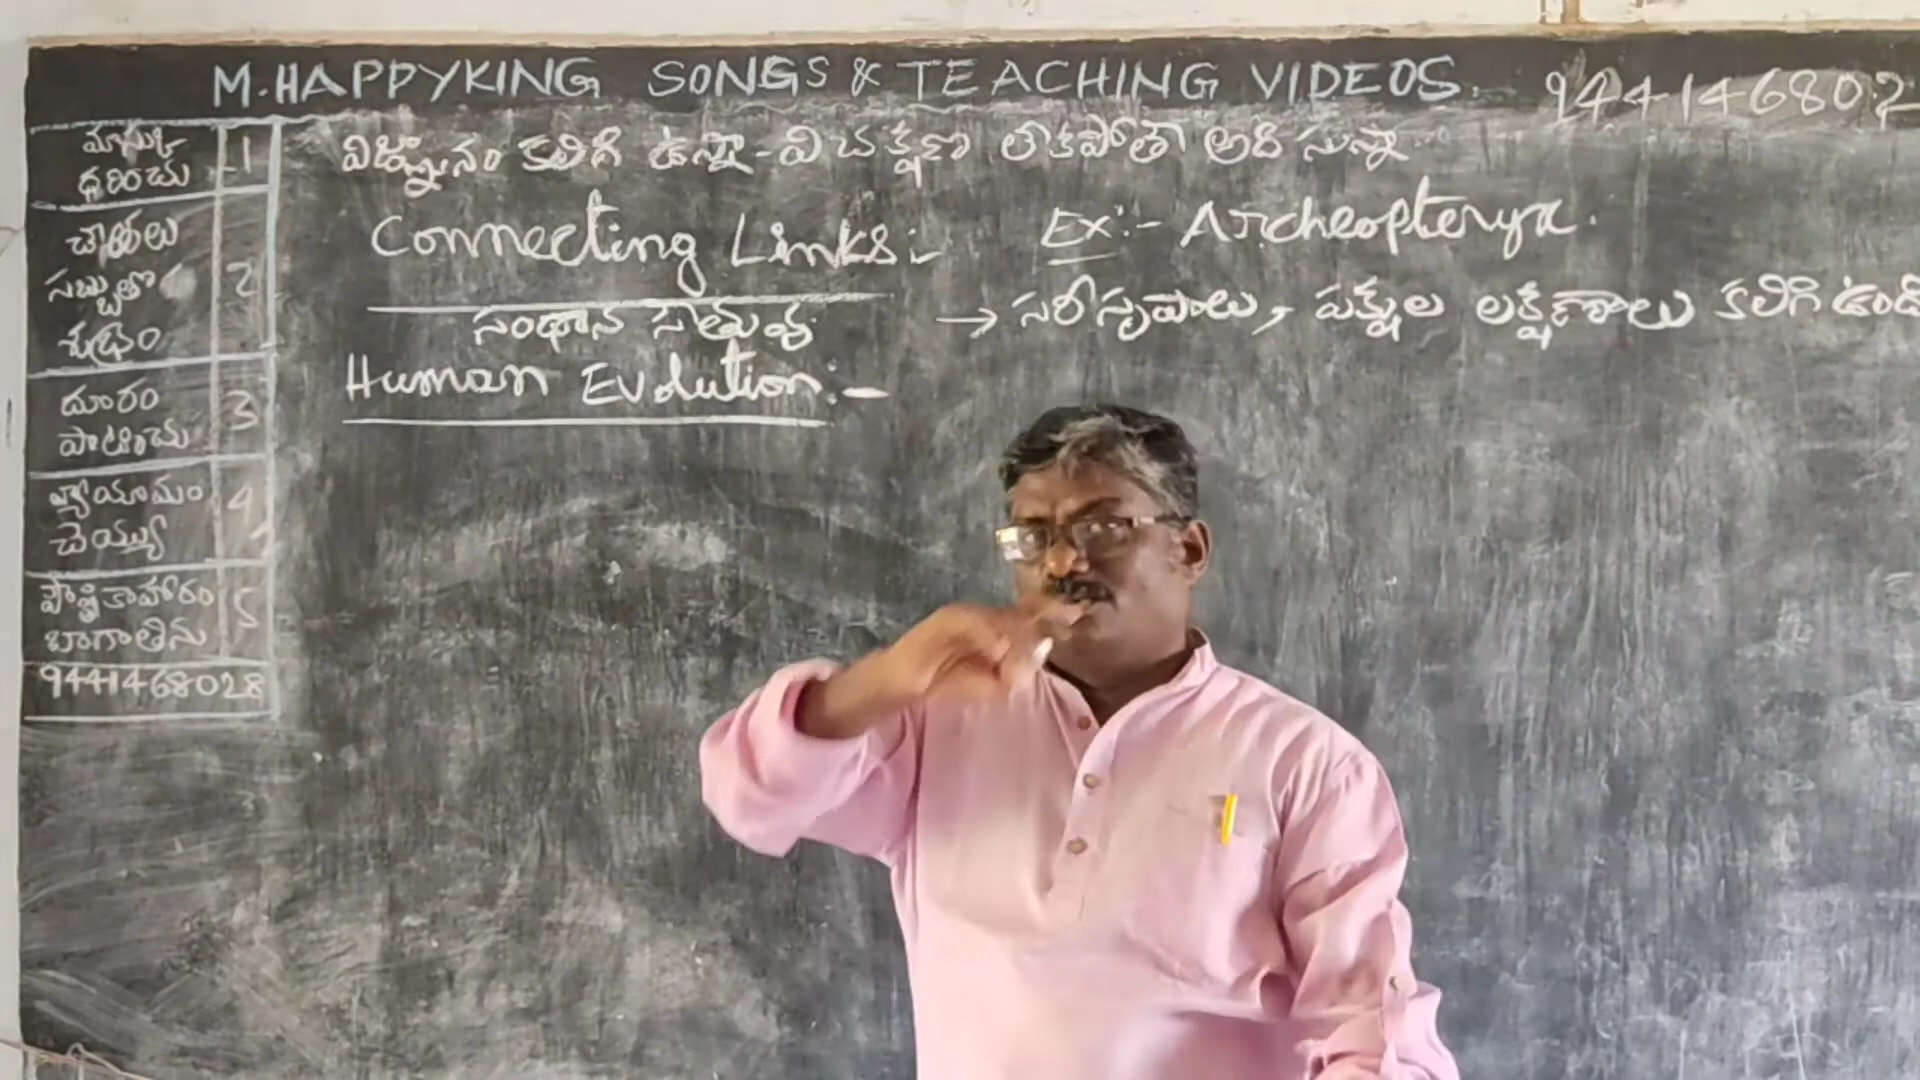 M. HAPPYKING SONGS & TEACHING VIDEOS. 944146802
విజ్ఞానం కలిగి ఉన్నా - విచక్షణ లేకపోతే అది సున్నా
Connecting Links:- Ex:- Archeopteryx.
సంధాన సేతువు → సరీసృపాలు, పక్షుల లక్షణాలు కలిగి ఉంది
Human Evolution:-
మాస్కు ధరించు 1
చేతులు సబ్బుతో శుభ్రం 2
దూరం పాటించు 3
వ్యాయామం చెయ్యి 4
పౌష్టికాహారం బాగా తిను 5
9441468028